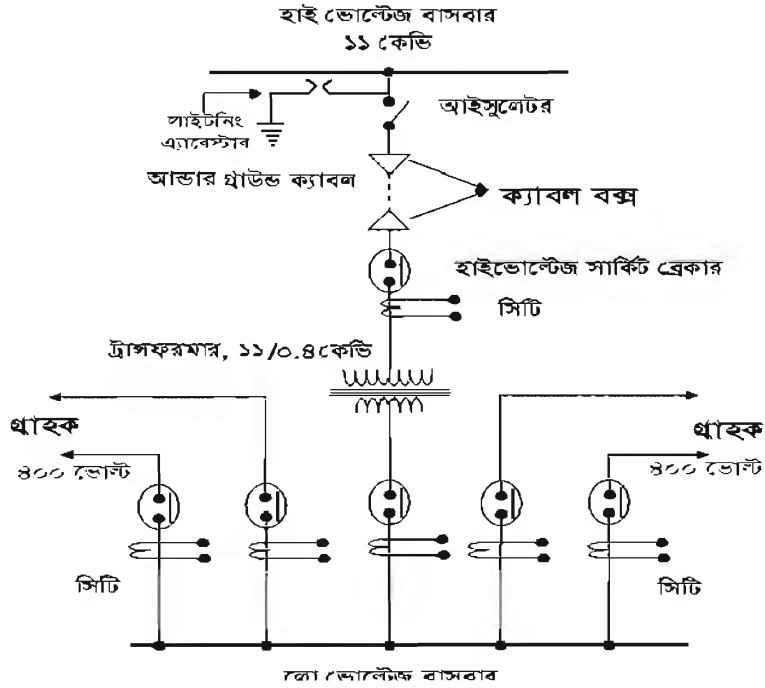 হাই ভোল্টেজ বাসবার
১১ কেভি
আইসুলেটর
লাইটনিং
এ্যারেস্টার
আন্ডার গ্রাউন্ড ক্যাবল
ক্যাবল বক্স
হাইভোল্টেজ সার্কিট ব্রেকার
সিটি
ট্রান্সফরমার, ১১/০.৪কেভি
গ্রাহক
গ্রাহক
৪০০ ভোল্ট
৪০০ ভোল্ট
সিটি
সিটি
লো ভোল্টেজ বাসবার